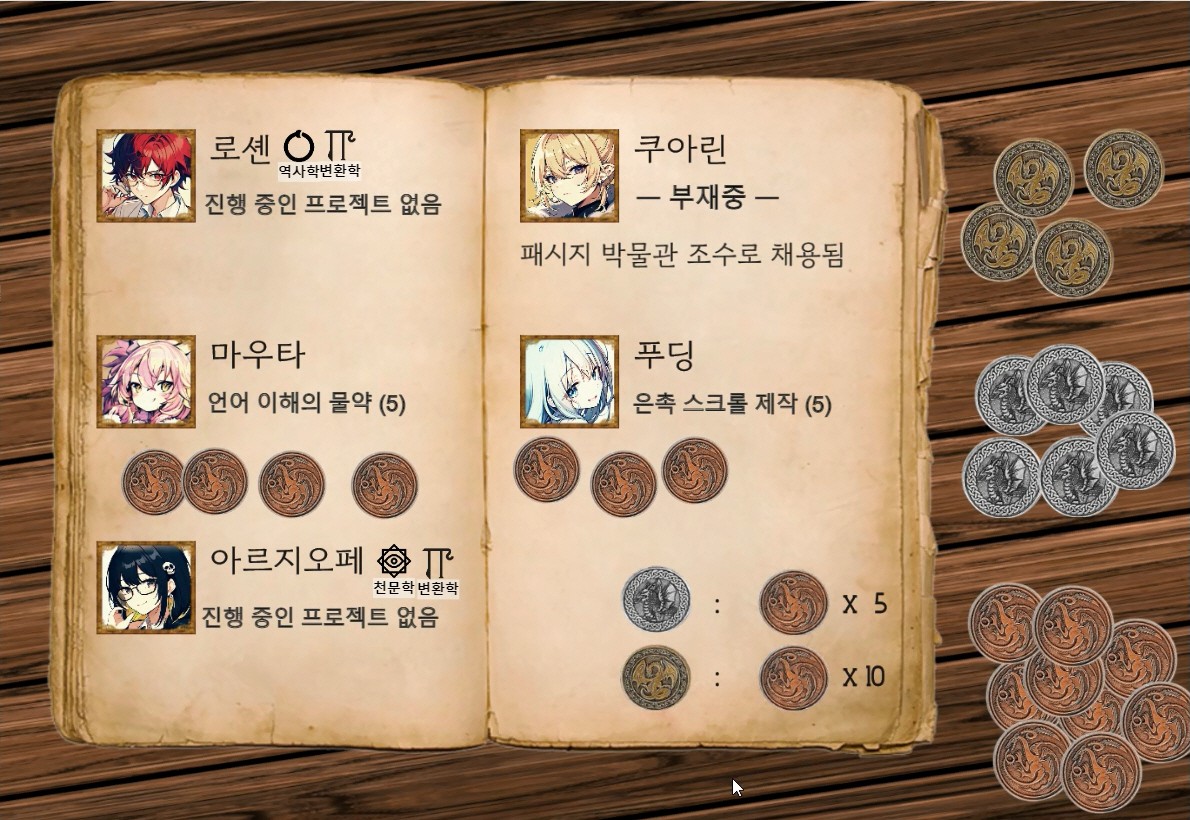 로셴
역사학 변환학
진행 중인 프로젝트 없음
마우타
언어 이해의 물약 (5)
아르지오페
천문학 변환학
진행 중인 프로젝트 없음
쿠아린
— 부재중 —
패시지 박물관 조수로 채용됨
푸딩
은촉 스크롤 제작 (5)
: X 5
: X 10